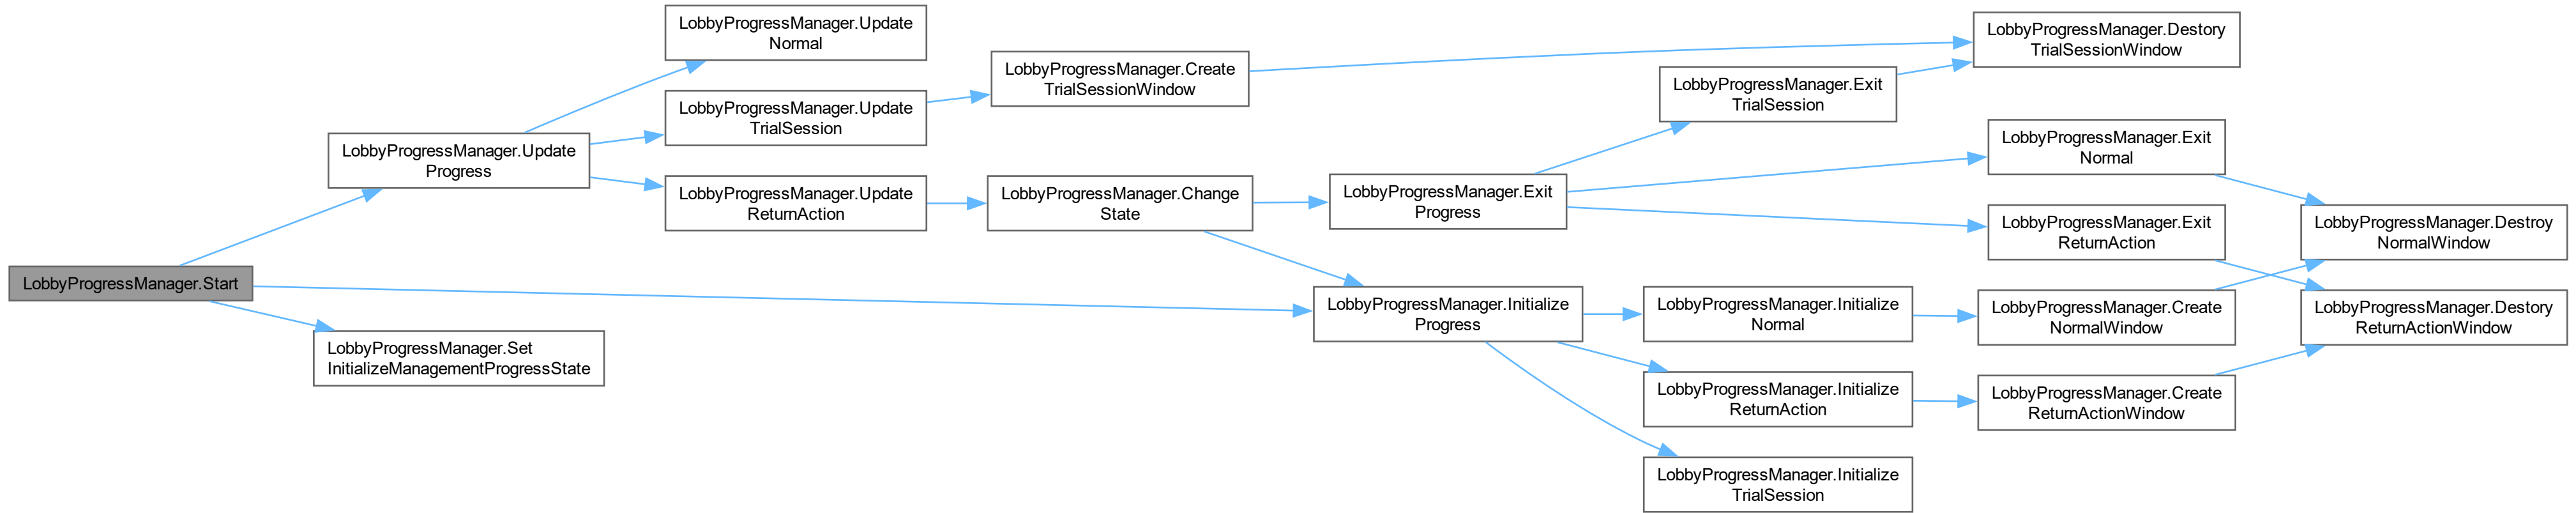 LobbyProgressManager.Start
LobbyProgressManager.Update
Progress
LobbyProgressManager.Set
InitializeManagementProgressState
LobbyProgressManager.Update
Normal
LobbyProgressManager.Update
TrialSession
LobbyProgressManager.Update
ReturnAction
LobbyProgressManager.Create
TrialSessionWindow
LobbyProgressManager.Change
State
LobbyProgressManager.Exit
Progress
LobbyProgressManager.Initialize
Progress
LobbyProgressManager.Exit
TrialSession
LobbyProgressManager.Initialize
Normal
LobbyProgressManager.Initialize
ReturnAction
LobbyProgressManager.Initialize
TrialSession
LobbyProgressManager.Destory
TrialSessionWindow
LobbyProgressManager.Exit
Normal
LobbyProgressManager.Exit
ReturnAction
LobbyProgressManager.Create
NormalWindow
LobbyProgressManager.Create
ReturnActionWindow
LobbyProgressManager.Destroy
NormalWindow
LobbyProgressManager.Destory
ReturnActionWindow